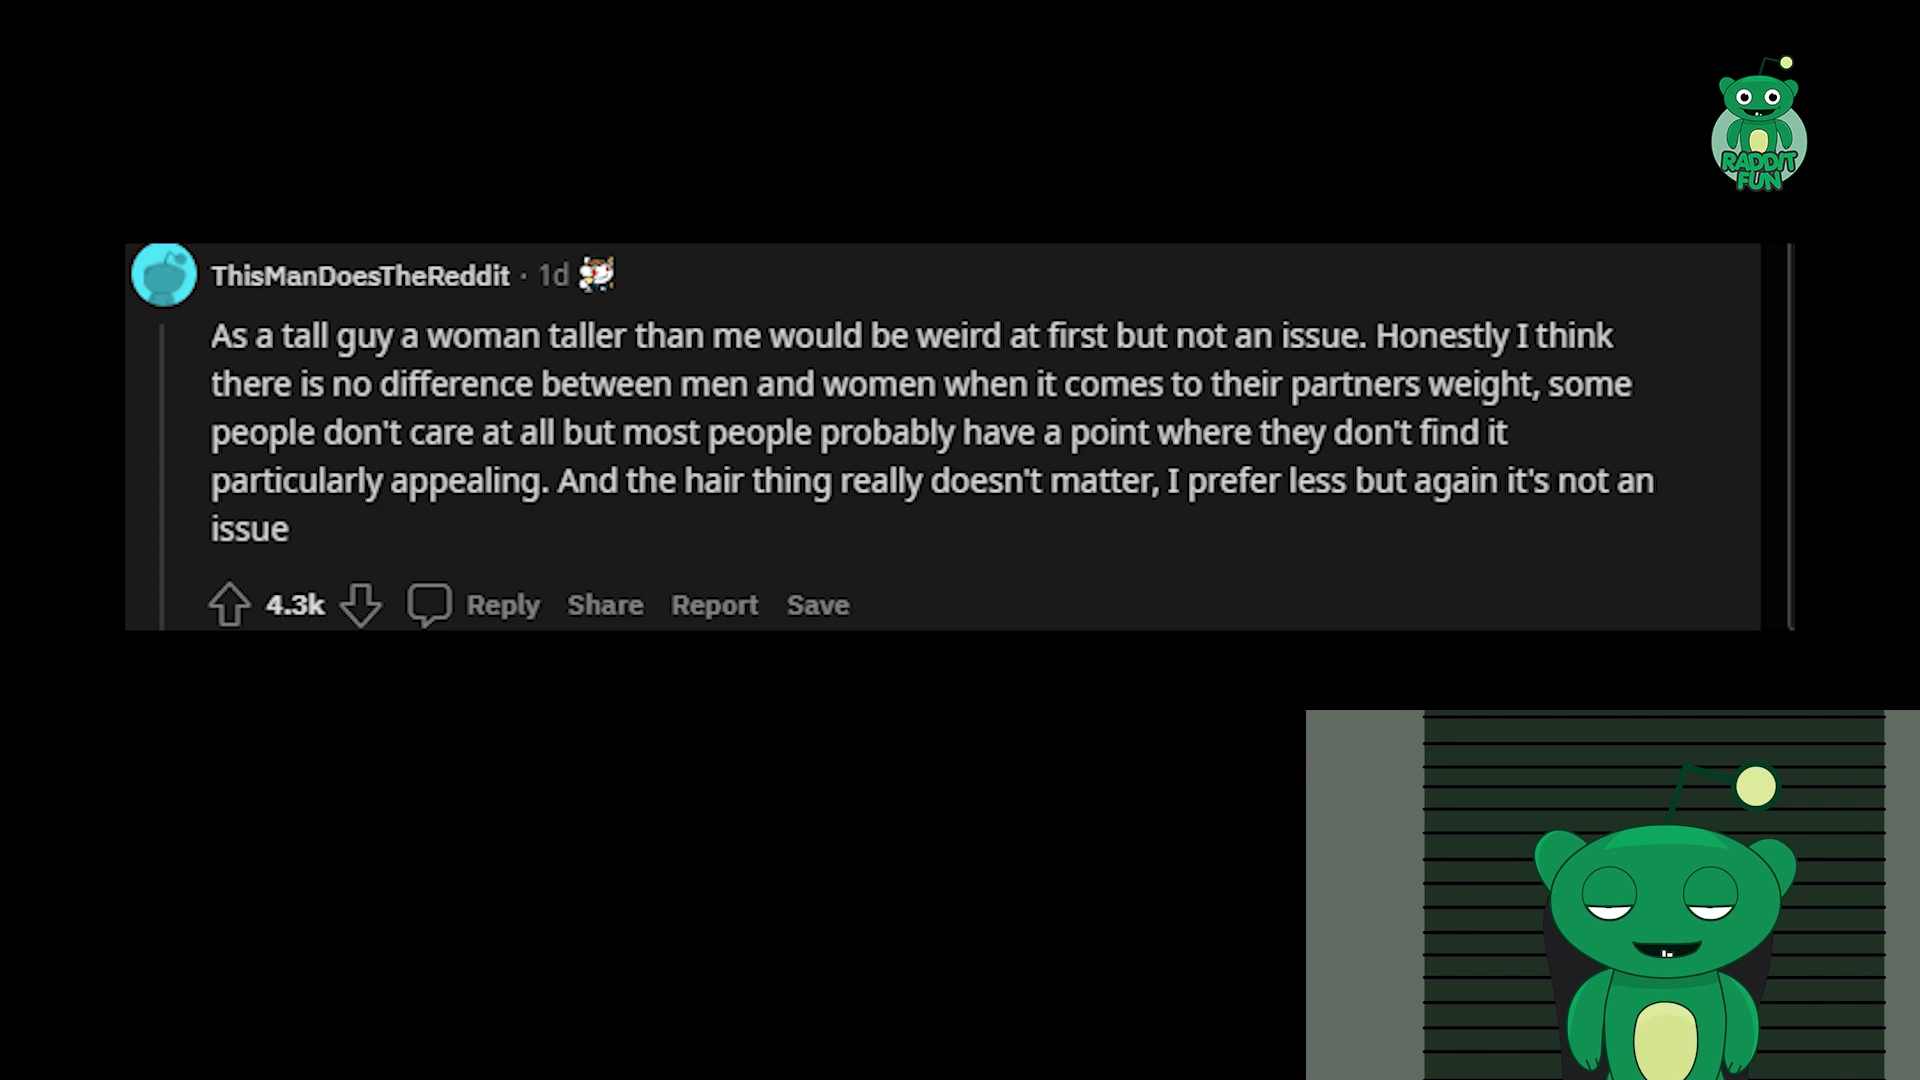 RADDIT
FUN
ThisManDoesTheReddit · 1d
As a tall guy a woman taller than me would be weird at first but not an issue. Honestly I think
there is no difference between men and women when it comes to their partners weight, some
people don't care at all but most people probably have a point where they don't find it
particularly appealing. And the hair thing really doesn't matter, I prefer less but again it's not an
issue
4.3k Reply Share Report Save